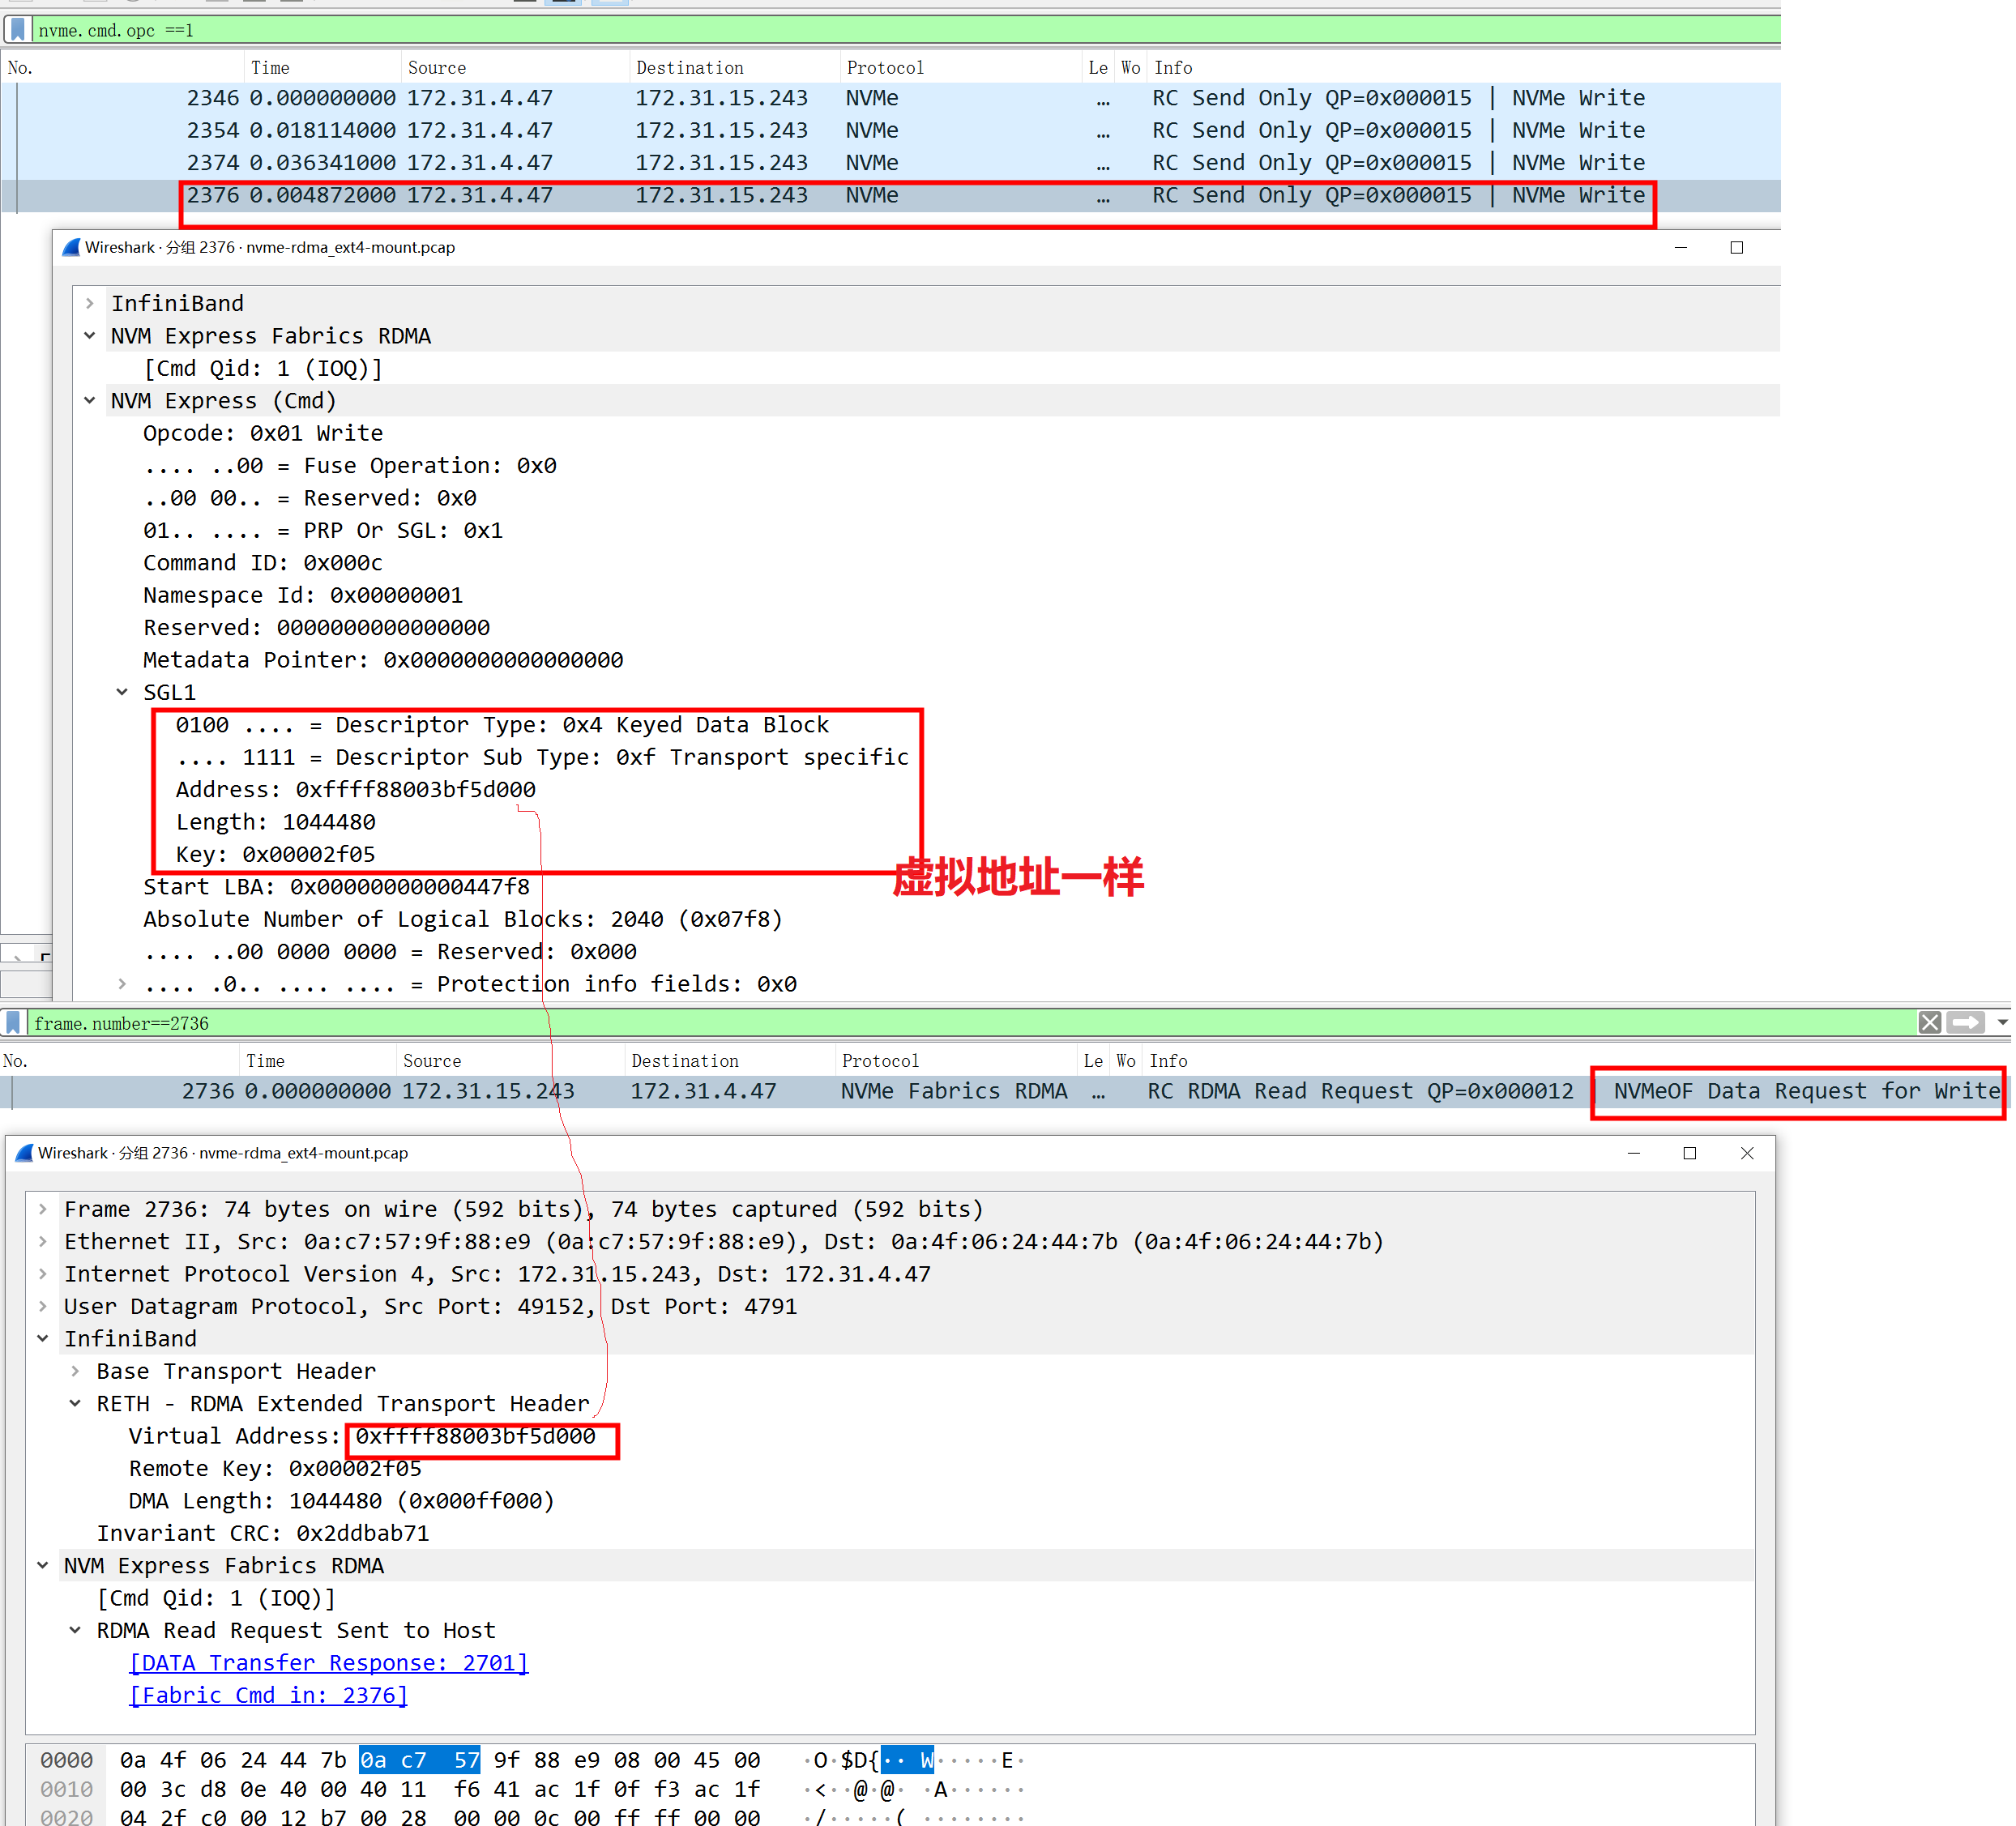 nvme.cmd.opc ==1
No. Time Source Destination Protocol Le Wo Info
2346 0.000000000 172.31.4.47 172.31.15.243 NVMe … RC Send Only QP=0x000015 | NVMe Write
2354 0.018114000 172.31.4.47 172.31.15.243 NVMe … RC Send Only QP=0x000015 | NVMe Write
2374 0.036341000 172.31.4.47 172.31.15.243 NVMe … RC Send Only QP=0x000015 | NVMe Write
2376 0.004872000 172.31.4.47 172.31.15.243 NVMe … RC Send Only QP=0x000015 | NVMe Write
Wireshark · 分组 2376 · nvme-rdma_ext4-mount.pcap
InfiniBand
NVM Express Fabrics RDMA
[Cmd Qid: 1 (IOQ)]
NVM Express (Cmd)
Opcode: 0x01 Write
.... ..00 = Fuse Operation: 0x0
..00 00.. = Reserved: 0x0
01.. .... = PRP Or SGL: 0x1
Command ID: 0x000c
Namespace Id: 0x00000001
Reserved: 0000000000000000
Metadata Pointer: 0x0000000000000000
SGL1
0100 .... = Descriptor Type: 0x4 Keyed Data Block
.... 1111 = Descriptor Sub Type: 0xf Transport specific
Address: 0xffff88003bf5d000
Length: 1044480
Key: 0x00002f05
虚拟地址一样
Start LBA: 0x00000000000447f8
Absolute Number of Logical Blocks: 2040 (0x07f8)
.... ..00 0000 0000 = Reserved: 0x000
.... .0.. .... .... = Protection info fields: 0x0
frame.number==2736
No. Time Source Destination Protocol Le Wo Info
2736 0.000000000 172.31.15.243 172.31.4.47 NVMe Fabrics RDMA … RC RDMA Read Request QP=0x000012 NVMeOF Data Request for Write
Wireshark · 分组 2736 · nvme-rdma_ext4-mount.pcap
Frame 2736: 74 bytes on wire (592 bits), 74 bytes captured (592 bits)
Ethernet II, Src: 0a:c7:57:9f:88:e9 (0a:c7:57:9f:88:e9), Dst: 0a:4f:06:24:44:7b (0a:4f:06:24:44:7b)
Internet Protocol Version 4, Src: 172.31.15.243, Dst: 172.31.4.47
User Datagram Protocol, Src Port: 49152, Dst Port: 4791
InfiniBand
Base Transport Header
RETH - RDMA Extended Transport Header
Virtual Address: 0xffff88003bf5d000
Remote Key: 0x00002f05
DMA Length: 1044480 (0x000ff000)
Invariant CRC: 0x2ddbab71
NVM Express Fabrics RDMA
[Cmd Qid: 1 (IOQ)]
RDMA Read Request Sent to Host
[DATA Transfer Response: 2701]
[Fabric Cmd in: 2376]
0000 0a 4f 06 24 44 7b 0a c7 57 9f 88 e9 08 00 45 00 ·O·$D{·· W·····E·
0010 00 3c d8 0e 40 00 40 11 f6 41 ac 1f 0f f3 ac 1f ·<··@·@· ·A······
0020 04 2f c0 00 12 b7 00 28 00 00 0c 00 ff ff 00 00 ·/·····( ········